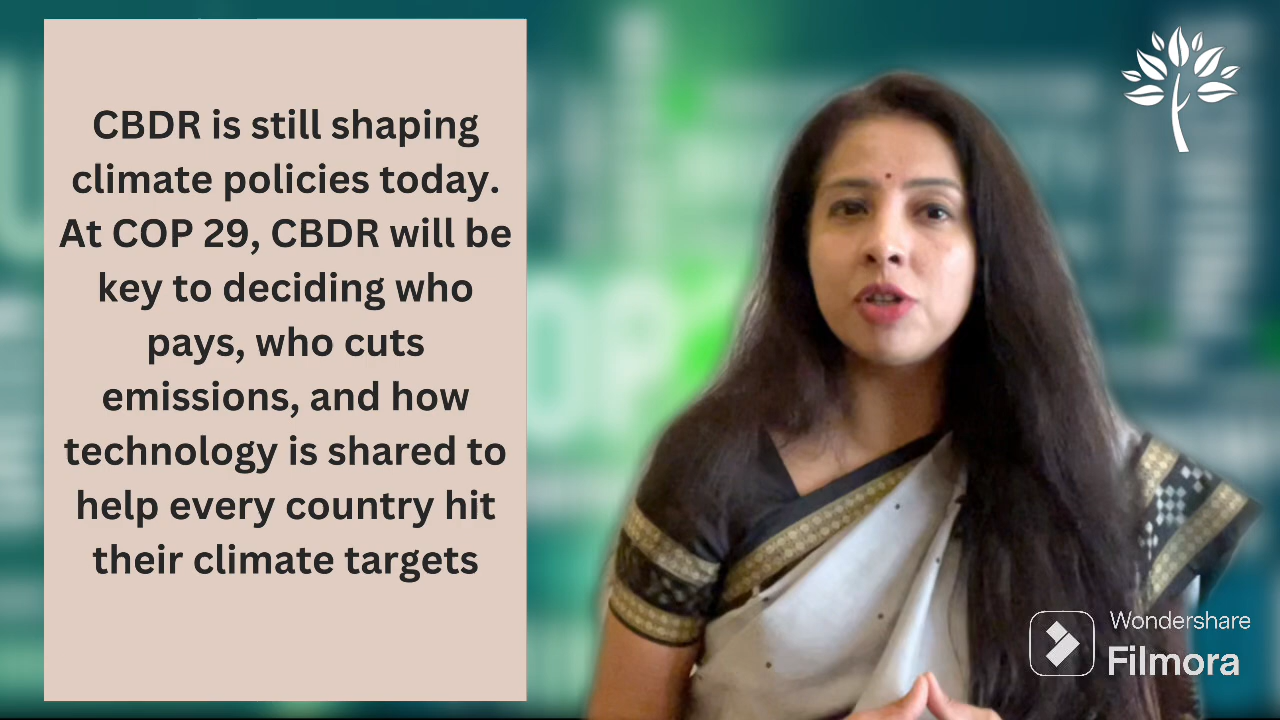 CBDR is still shaping
climate policies today.
At COP 29, CBDR will be
key to deciding who
pays, who cuts
emissions, and how
technology is shared to
help every country hit
their climate targets
Wondershare
Filmora